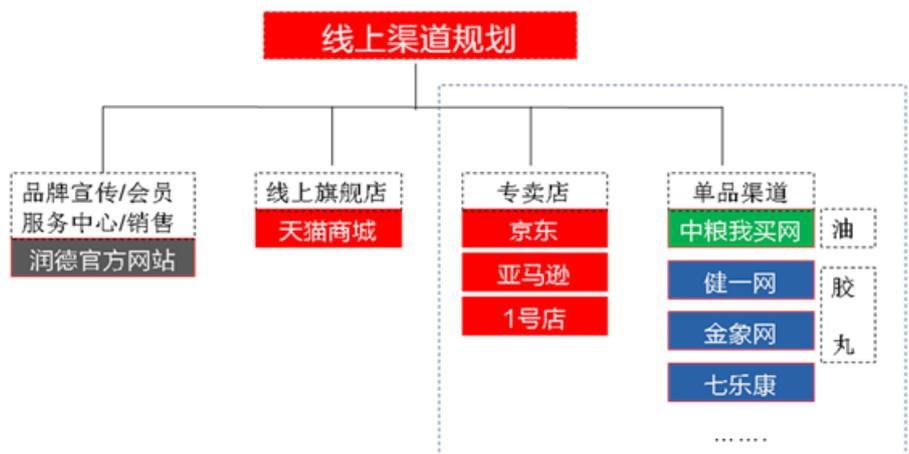 线上渠道规划
品牌宣传/会员
服务中心/销售
润德官方网站
线上旗舰店
天猫商城
专卖店
京东
亚马逊
1号店
单品渠道
中粮我买网
油
健一网
金象网
七乐康
胶
丸
…….